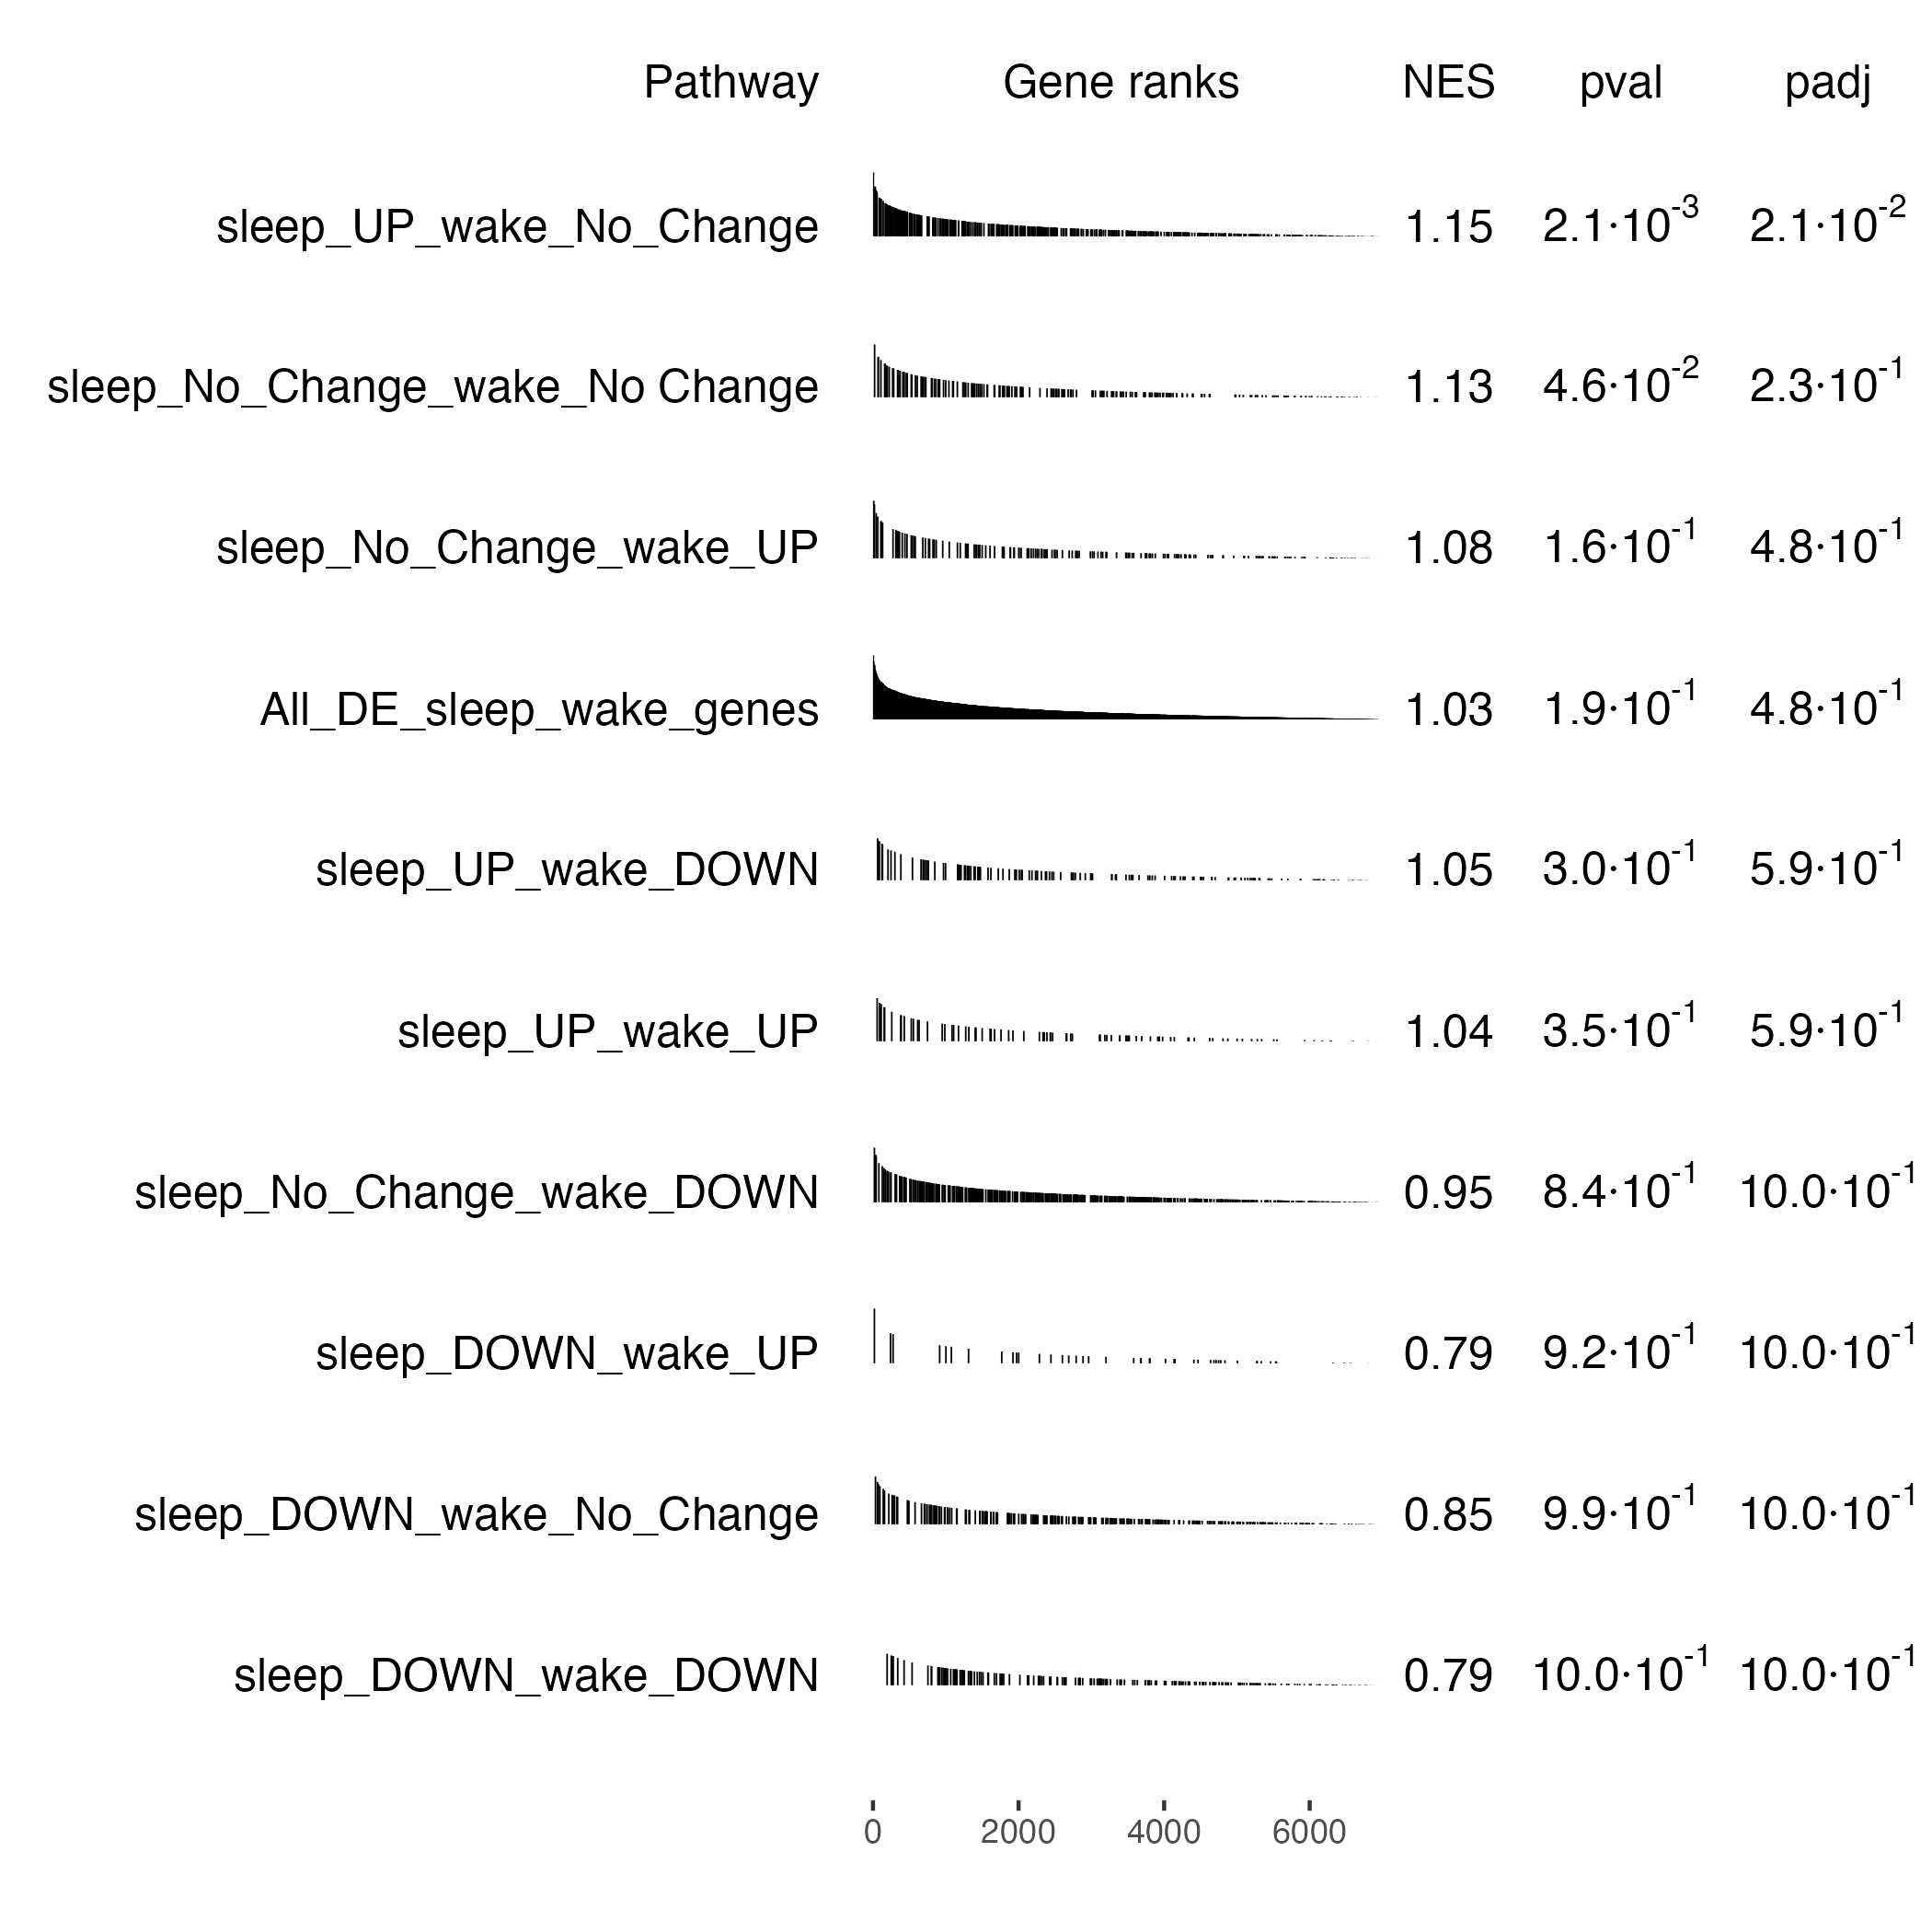 Pathway Gene ranks NES pval padj
sleep_UP_wake_No_Change 1.15 2.1·10⁻³ 2.1·10⁻²
sleep_No_Change_wake_No Change 1.13 4.6·10⁻² 2.3·10⁻¹
sleep_No_Change_wake_UP 1.08 1.6·10⁻¹ 4.8·10⁻¹
All_DE_sleep_wake_genes 1.03 1.9·10⁻¹ 4.8·10⁻¹
sleep_UP_wake_DOWN 1.05 3.0·10⁻¹ 5.9·10⁻¹
sleep_UP_wake_UP 1.04 3.5·10⁻¹ 5.9·10⁻¹
sleep_No_Change_wake_DOWN 0.95 8.4·10⁻¹ 10.0·10⁻¹
sleep_DOWN_wake_UP 0.79 9.2·10⁻¹ 10.0·10⁻¹
sleep_DOWN_wake_No_Change 0.85 9.9·10⁻¹ 10.0·10⁻¹
sleep_DOWN_wake_DOWN 0.79 10.0·10⁻¹ 10.0·10⁻¹
0 2000 4000 6000